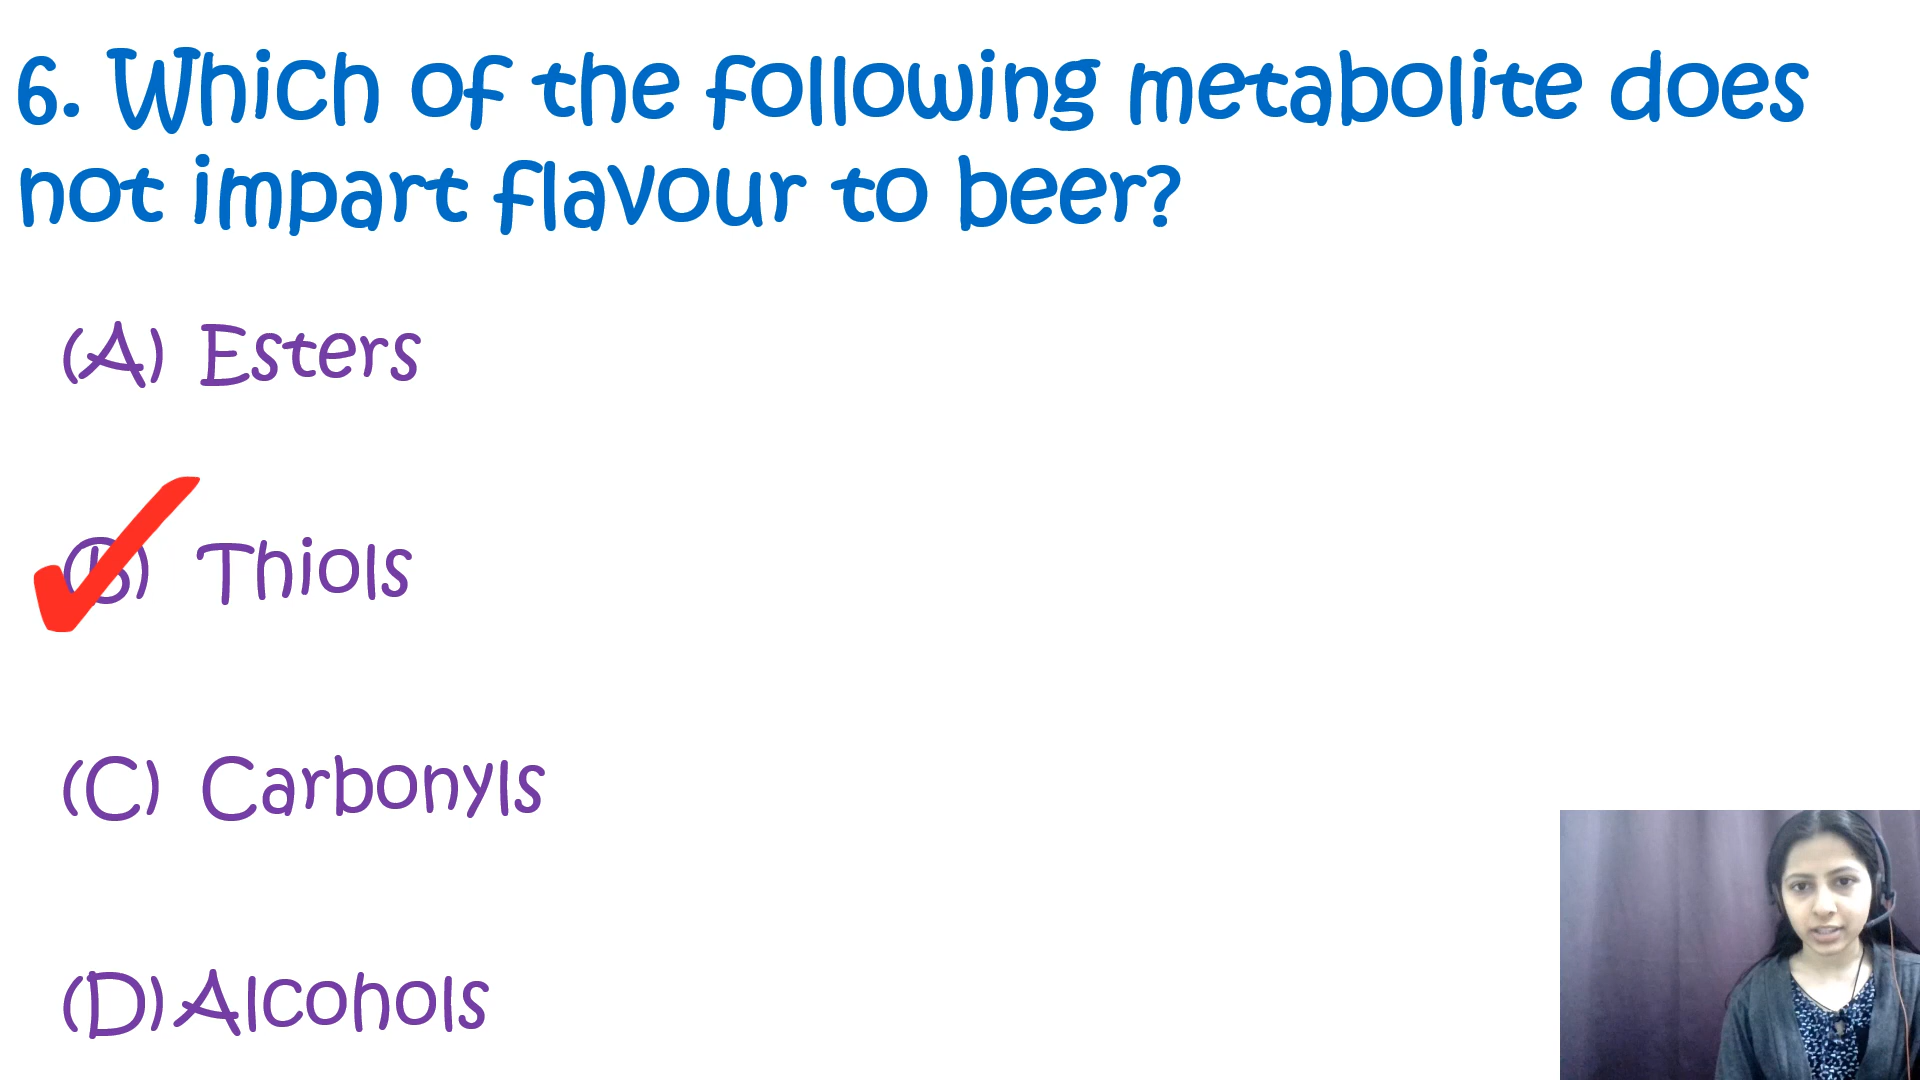 6. Which of the following metabolite does
not impart flavour to beer?
(A) Esters
(B) Thiols
(C) Carbonyls
(D) Alcohols